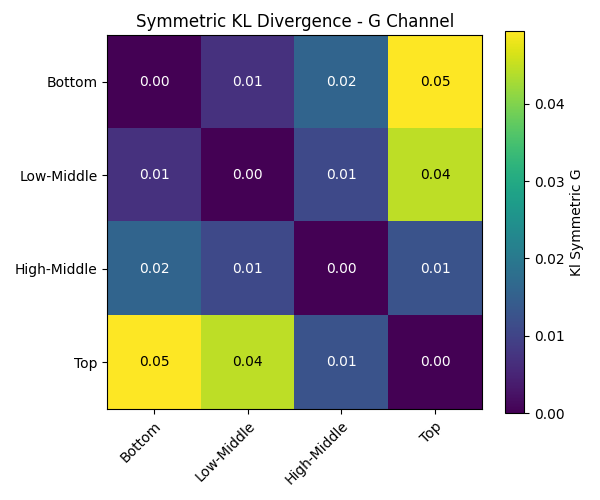 Symmetric KL Divergence - G Channel
Bottom 0.00 0.01 0.02 0.05
Low-Middle 0.01 0.00 0.01 0.04
High-Middle 0.02 0.01 0.00 0.01
Top 0.05 0.04 0.01 0.00
Bottom Low-Middle High-Middle Top
0.04
0.03
0.02
0.01
0.00
Kl Symmetric G